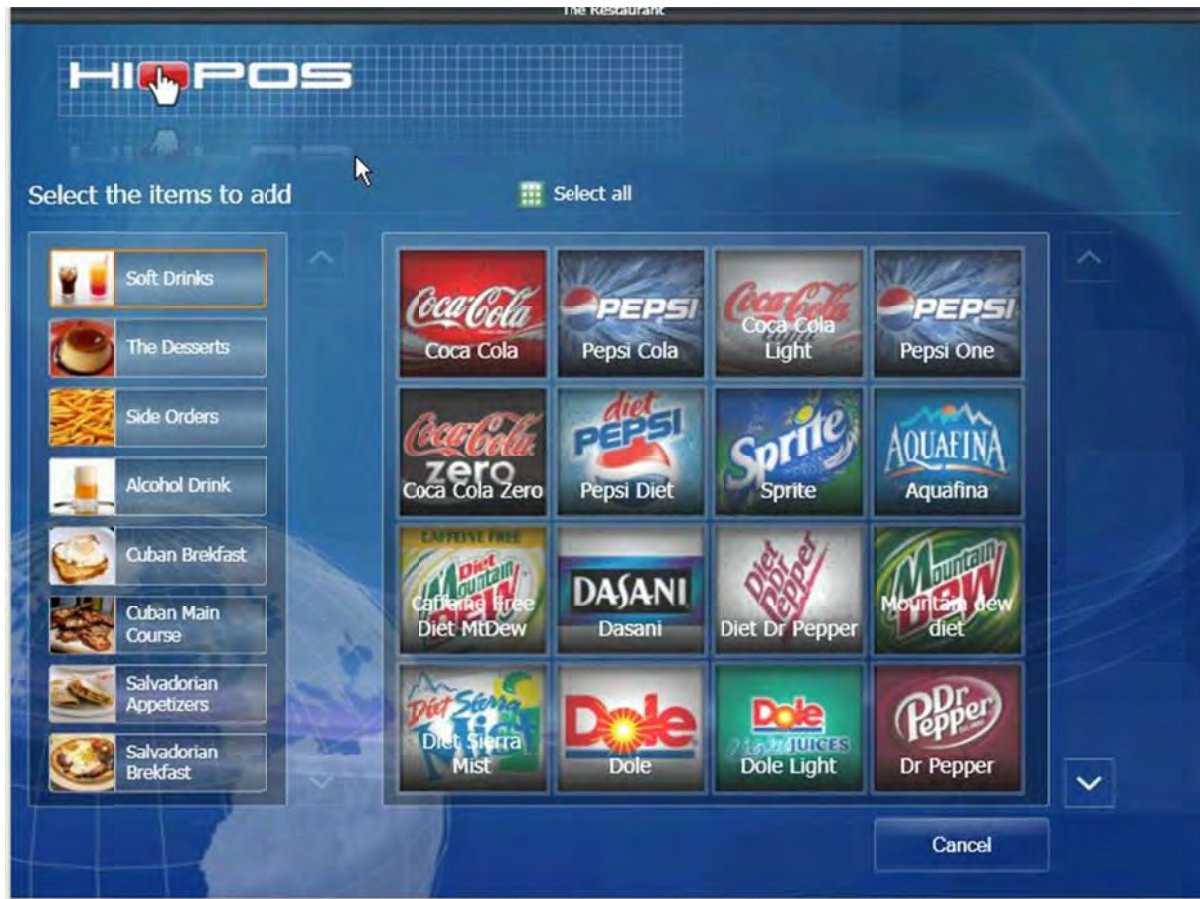 The Restaurant
HIOPOS
Select the items to add
Select all
Soft Drinks
The Desserts
Side Orders
Alcohol Drink
Cuban Brekfast
Cuban Main
Course
Salvadorian
Appetizers
Salvadorian
Brekfast
Coca-Cola
Coca Cola
PEPSI
Pepsi Cola
Coca-Cola
light
Coca Cola
Light
PEPSI
Pepsi One
Coca-Cola
zero
Coca Cola Zero
diet
PEPSI
Pepsi Diet
Sprite
Sprite
AQUAFINA
Aquafina
CAFFEINE FREE
Diet
Mountain
DEW
Caffeine Free
Diet MtDew
DASANI
Dasani
Diet
Dr
Pepper
Diet Dr Pepper
Mountain
DEW
Mountain dew
diet
Diet Sierra
Mist
Diet Sierra
Mist
Dole
Dole
Dole
Light JUICES
Dole Light
Dr
Pepper
Dr Pepper
Cancel